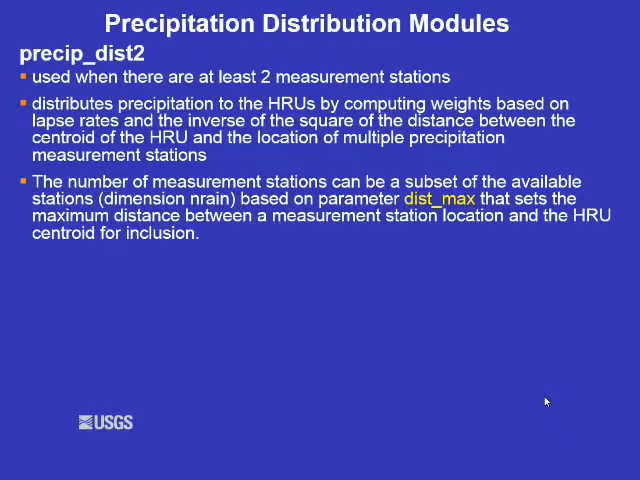 Precipitation Distribution Modules
precip_dist2
used when there are at least 2 measurement stations
distributes precipitation to the HRUs by computing weights based on
lapse rates and the inverse of the square of the distance between the
centroid of the HRU and the location of multiple precipitation
measurement stations
The number of measurement stations can be a subset of the available
stations (dimension nrain) based on parameter dist_max that sets the
maximum distance between a measurement station location and the HRU
centroid for inclusion.
USGS